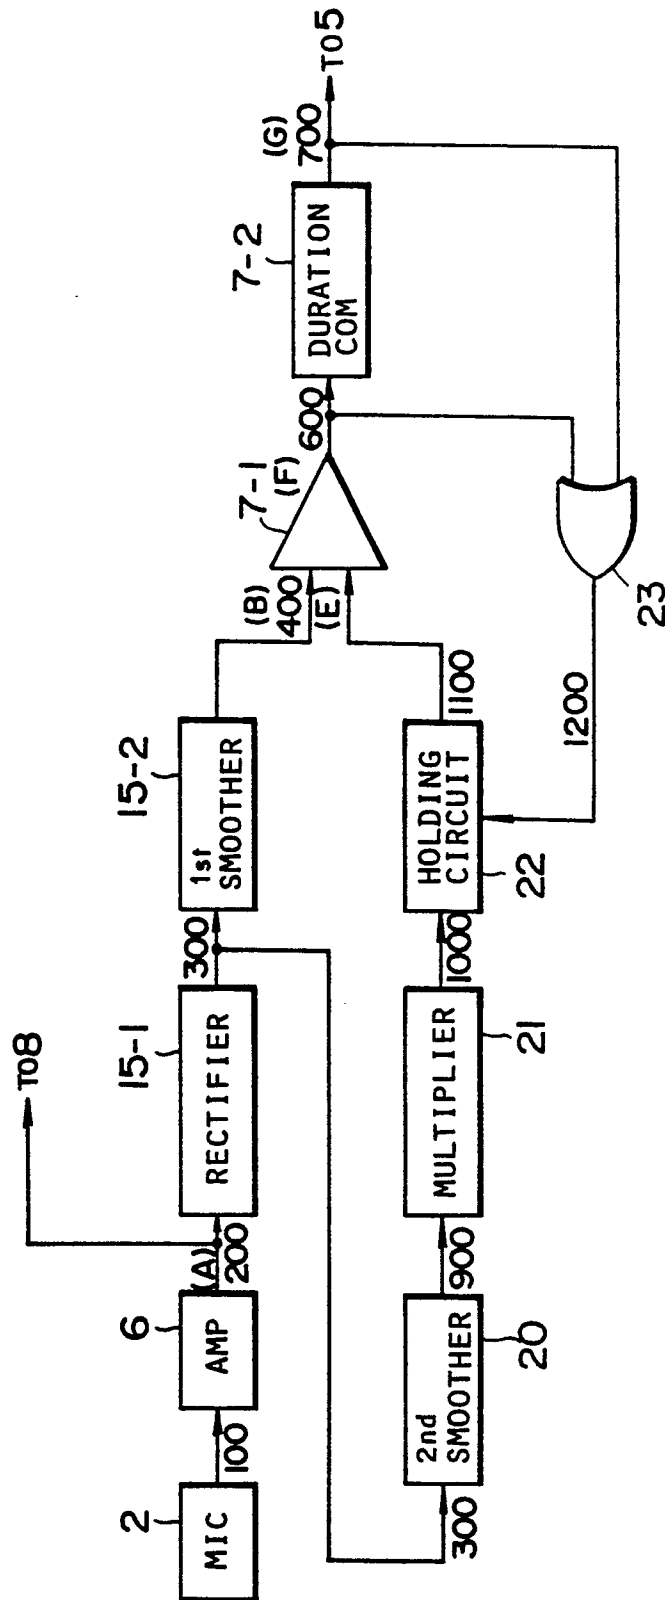 TO8
2
MIC
100
6
AMP
(A)
200
15-1
RECTIFIER
300
15-2
1st
SMOOTHER
(B)
400
(E)
7-1
(F)
600
7-2
DURATION
COM
(G)
700
TO5
300
2nd
SMOOTHER
20
900
MULTIPLIER
21
1000
HOLDING
CIRCUIT
22
1100
1200
23